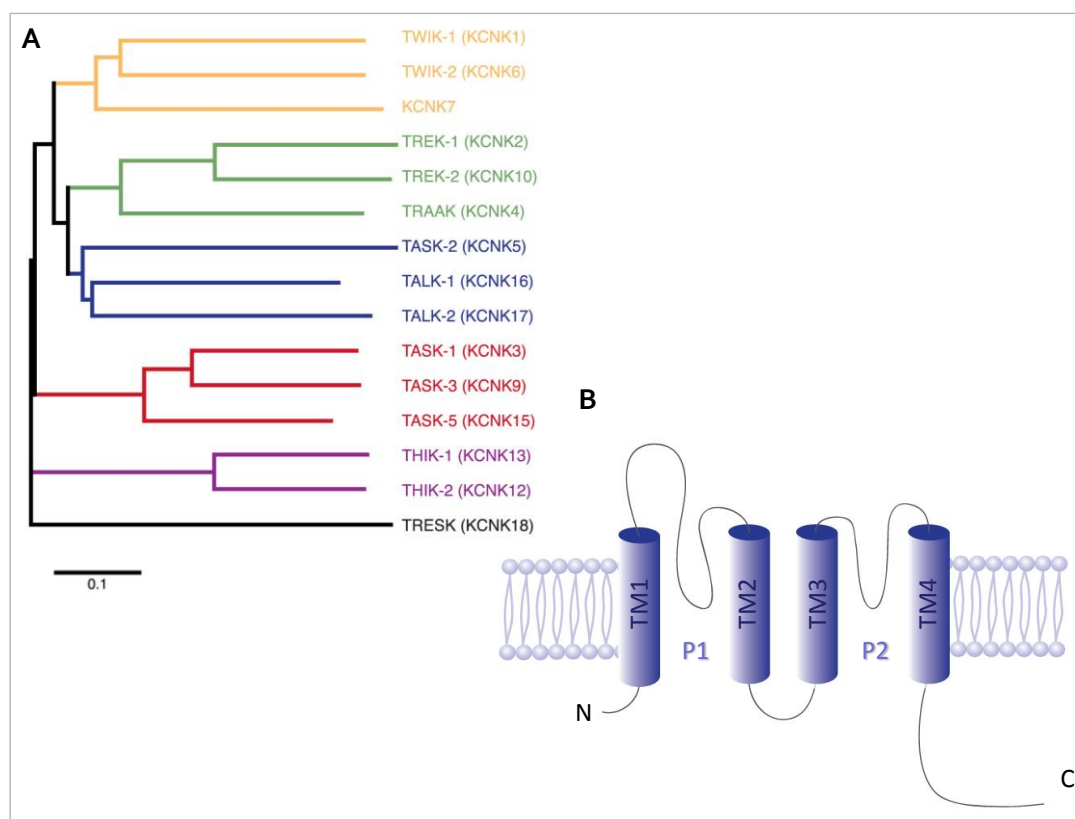 A
TWIK-1 (KCNK1)
TWIK-2 (KCNK6)
KCNK7
TREK-1 (KCNK2)
TREK-2 (KCNK10)
TRAAK (KCNK4)
TASK-2 (KCNK5)
TALK-1 (KCNK16)
TALK-2 (KCNK17)
TASK-1 (KCNK3)
TASK-3 (KCNK9)
TASK-5 (KCNK15)
THIK-1 (KCNK13)
THIK-2 (KCNK12)
TRESK (KCNK18)
0.1
B
TM1
TM2
TM3
TM4
P1
P2
N
C